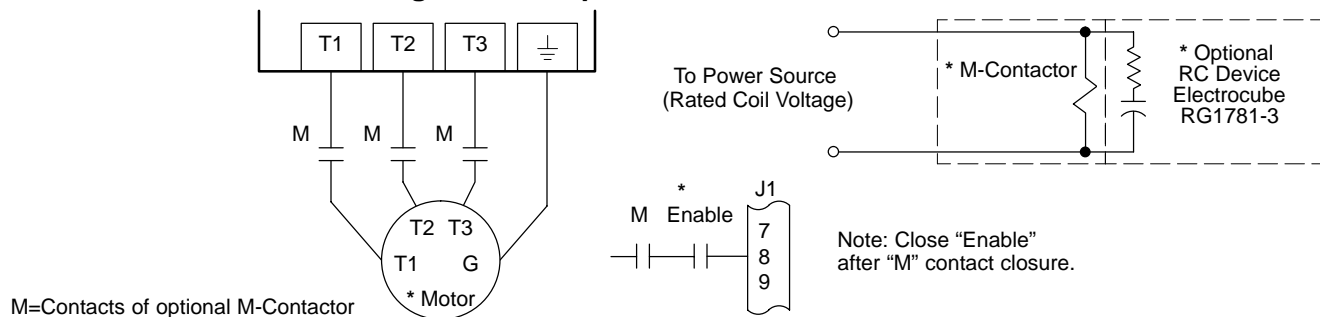 T1 T2 T3
To Power Source
(Rated Coil Voltage)
* M-Contactor
* Optional
RC Device
Electrocube
RG1781-3
M M M
T2 T3
T1 G
* Motor
M=Contacts of optional M-Contactor
*
M Enable
J1
7
8
9
Note: Close “Enable”
after “M” contact closure.